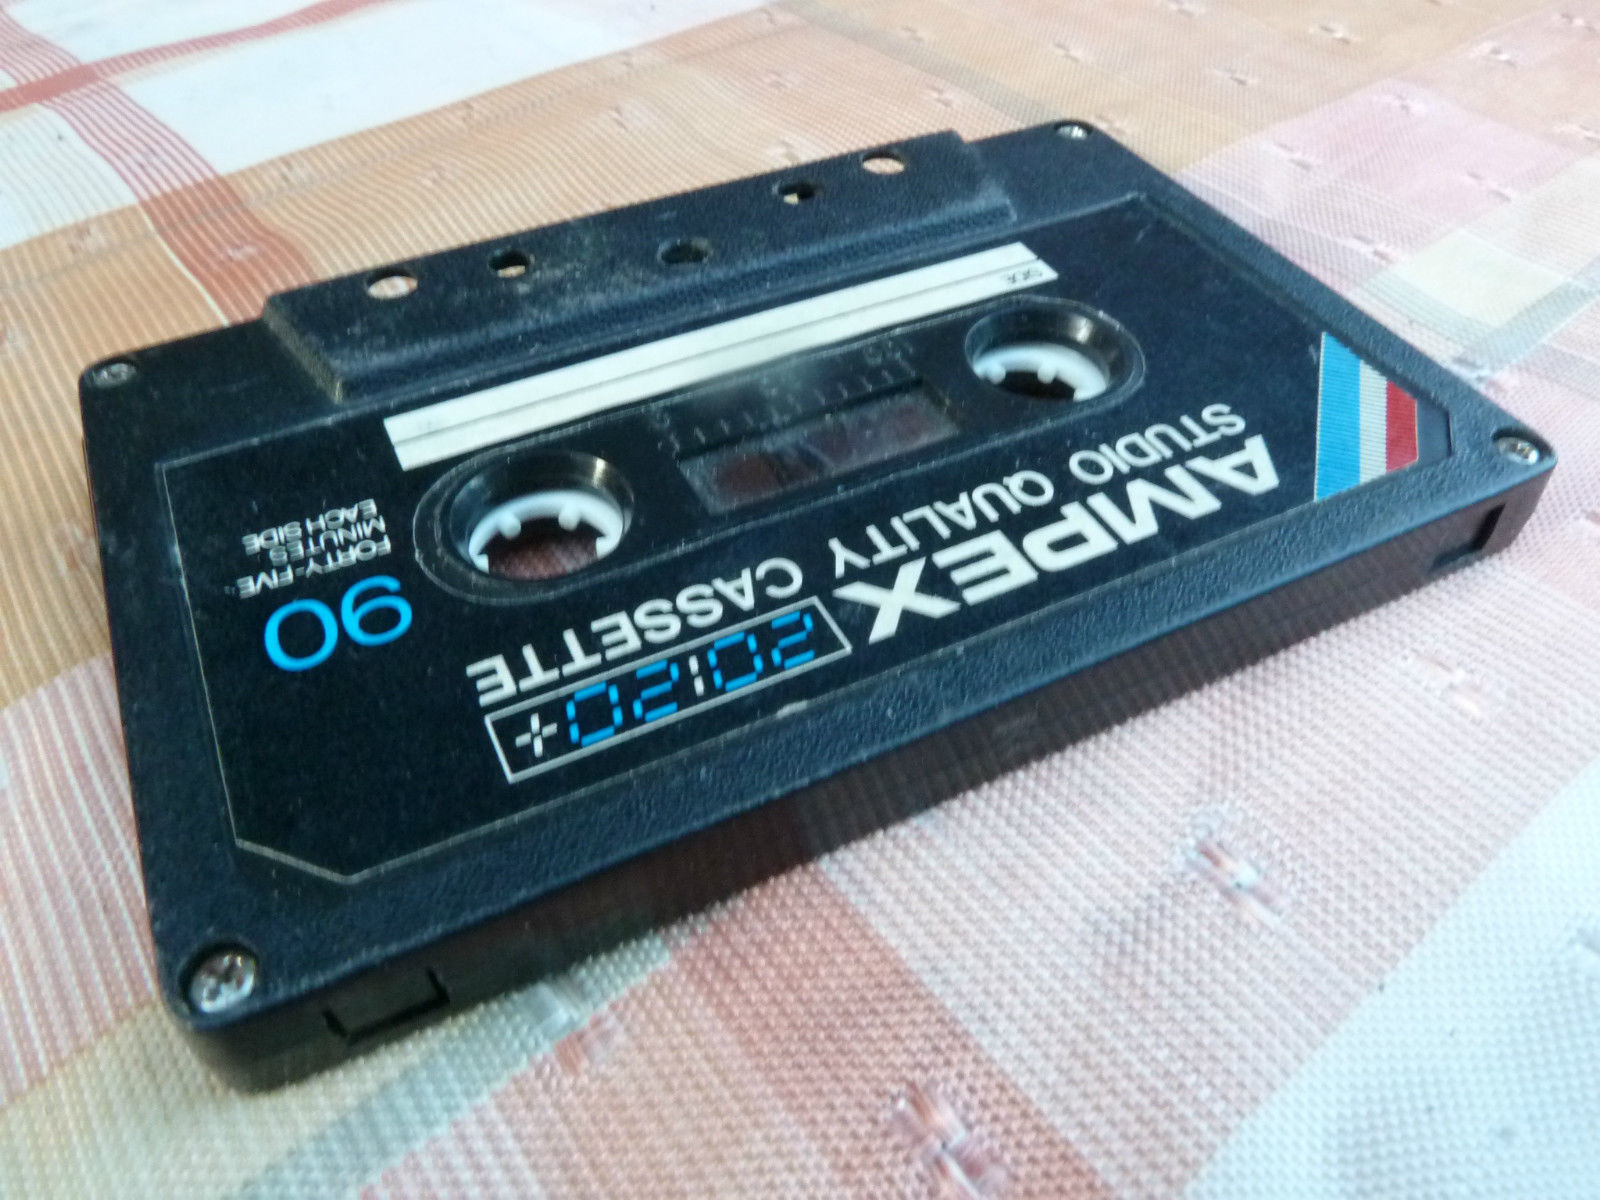 AMPEX 20|20+
STUDIO QUALITY CASSETTE
90
FORTY-FIVE
MINUTES
EACH SIDE